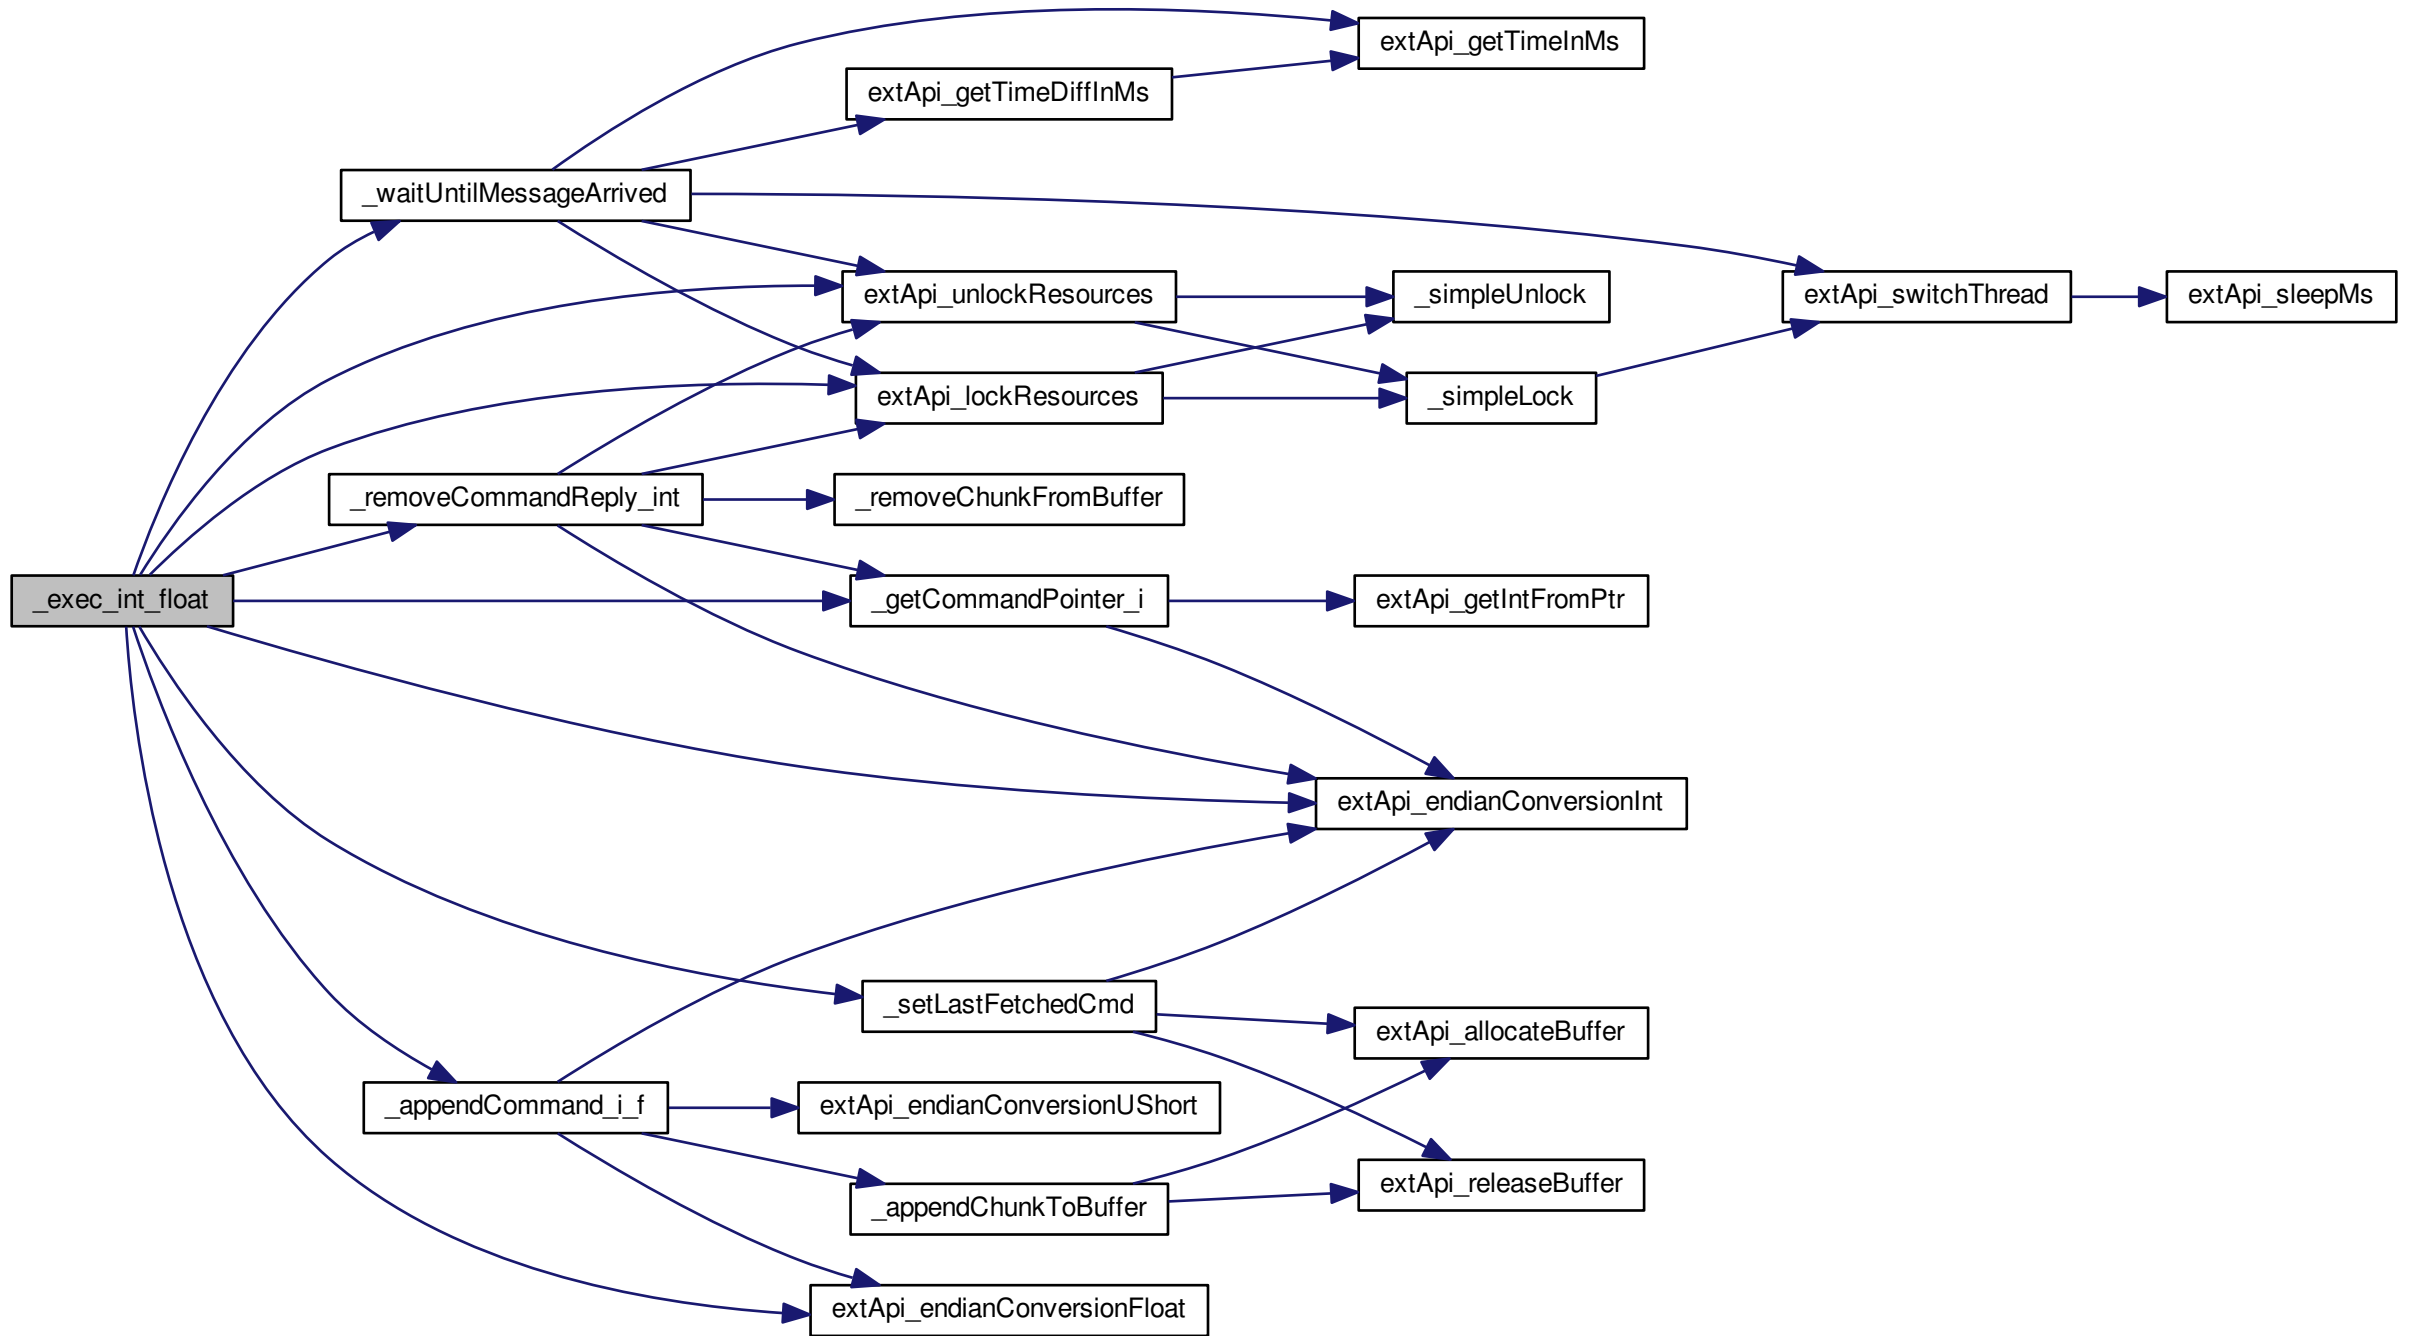 extApi_getTimeInMs
extApi_getTimeDiffInMs
_waitUntilMessageArrived
extApi_unlockResources
_simpleUnlock
extApi_switchThread
extApi_sleepMs
extApi_lockResources
_simpleLock
_removeCommandReply_int
_removeChunkFromBuffer
_exec_int_float
_getCommandPointer_i
extApi_getIntFromPtr
extApi_endianConversionInt
_setLastFetchedCmd
extApi_allocateBuffer
_appendCommand_i_f
extApi_endianConversionUShort
extApi_releaseBuffer
_appendChunkToBuffer
extApi_endianConversionFloat